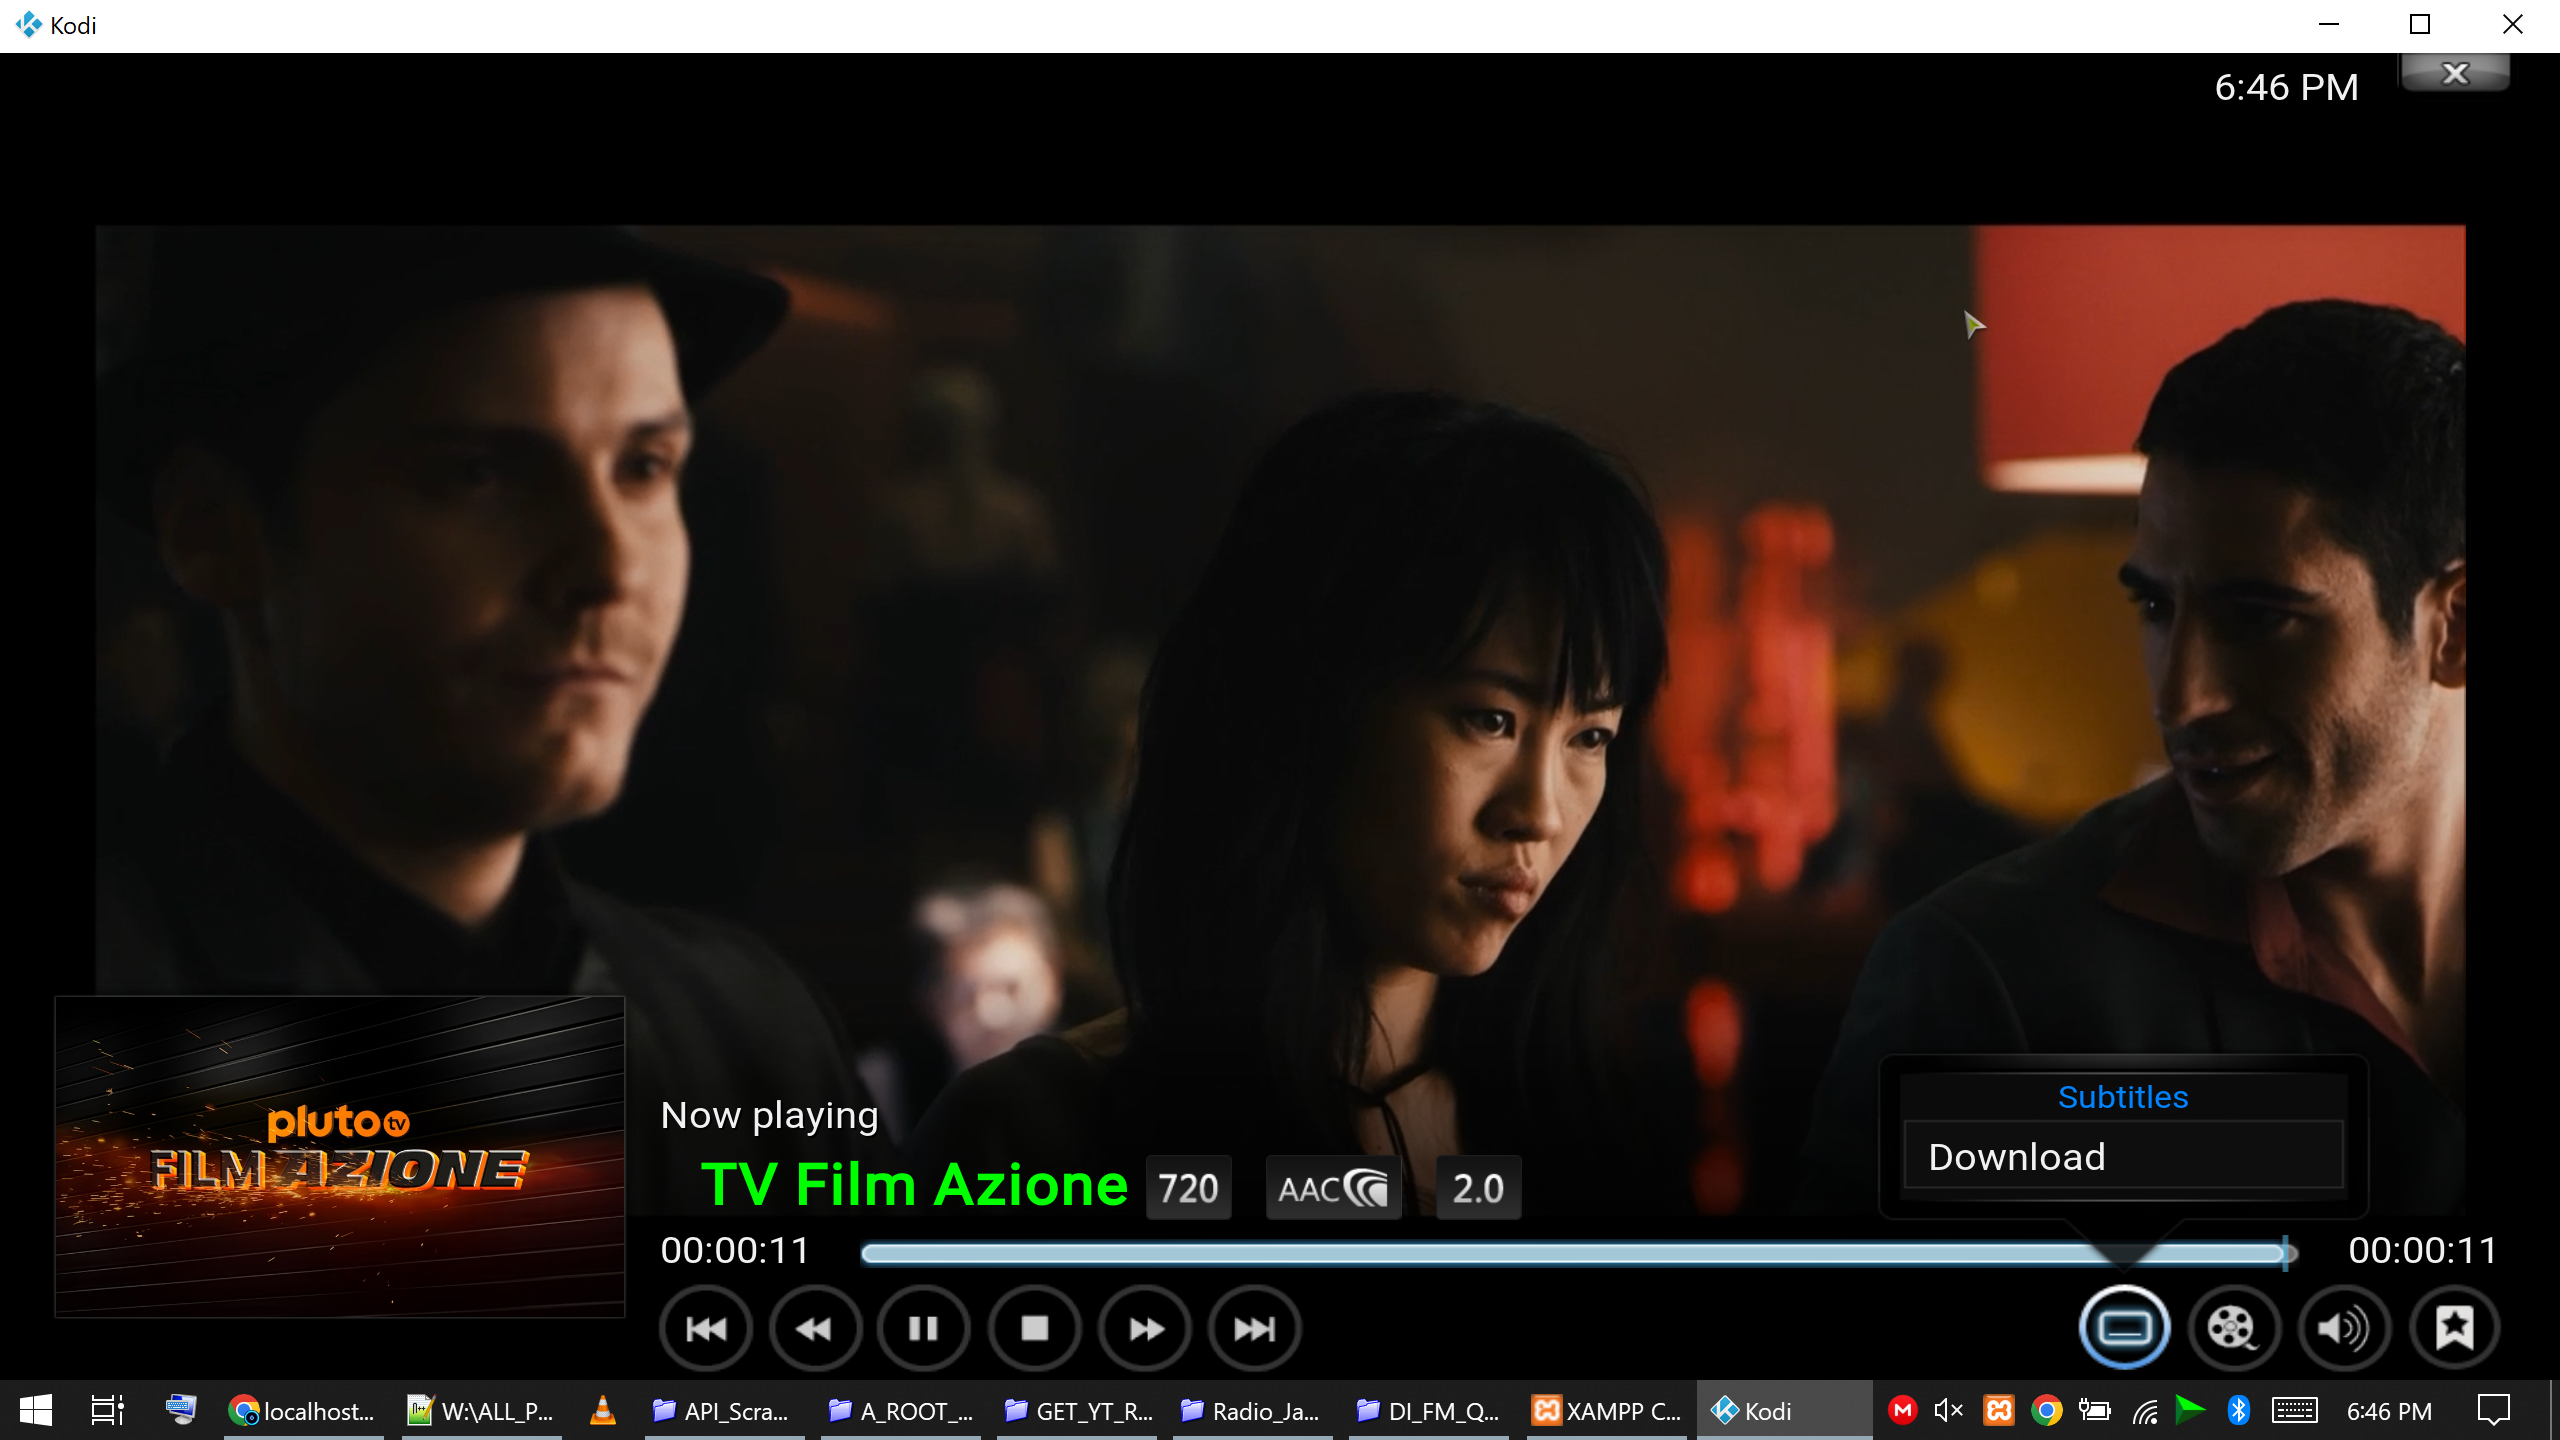 Kodi
6:46 PM
pluto tv
FILM AZIONE
Now playing
TV Film Azione
720
AAC
2.0
Subtitles
Download
00:00:11
00:00:11
localhost...
W:\ALL_P...
API_Scra...
A_ROOT_...
GET_YT_R...
Radio_Ja...
DI_FM_Q...
XAMPP C...
Kodi
6:46 PM